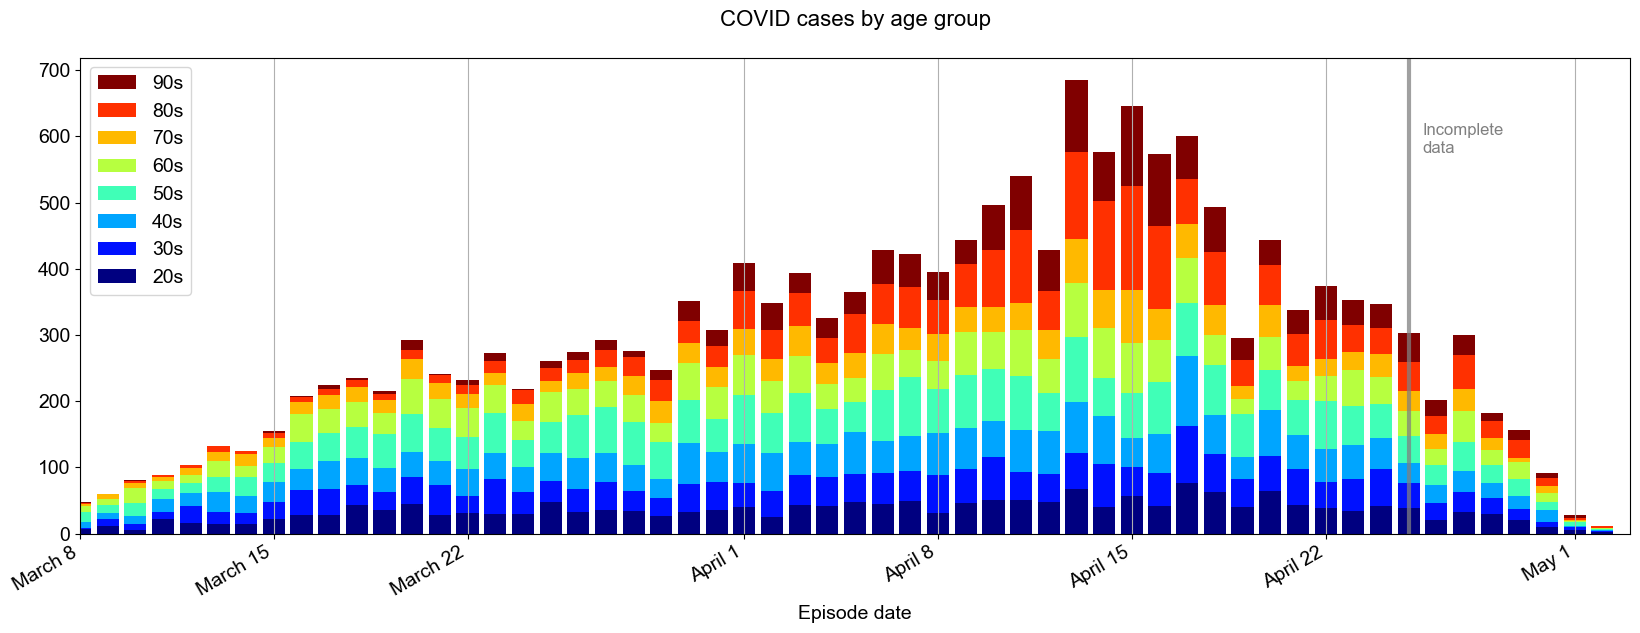 COVID cases by age group
700
600
500
400
300
200
100
0
90s
80s
70s
60s
50s
40s
30s
20s
Incomplete
data
March 8
March 15
March 22
April 1
April 8
April 15
April 22
May 1
Episode date